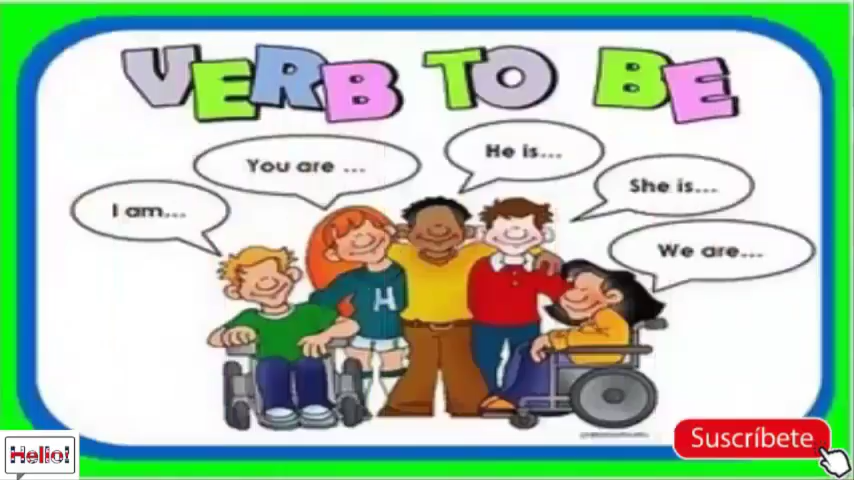 VERB TO BE
You are ...
He is...
I am...
She is...
We are...
Hello!
Suscríbete